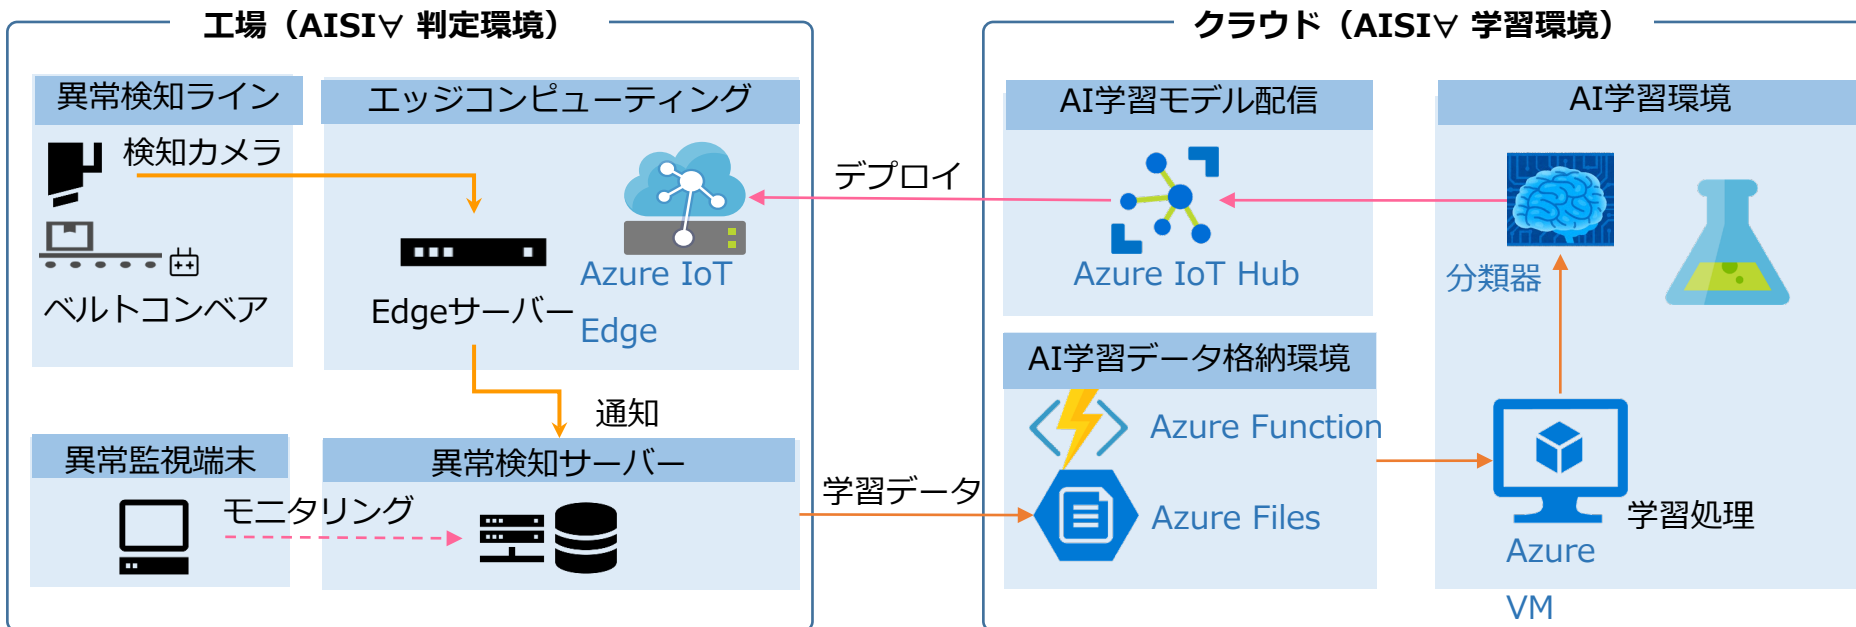 工場（AISI∀ 判定環境）
異常検知ライン
検知カメラ
ベルトコンベア
エッジコンピューティング
Edgeサーバー
Azure IoT
Edge
通知
異常監視端末
モニタリング
異常検知サーバー
デプロイ
学習データ
クラウド（AISI∀ 学習環境）
AI学習モデル配信
Azure IoT Hub
AI学習データ格納環境
Azure Function
Azure Files
AI学習環境
分類器
学習処理
Azure
VM